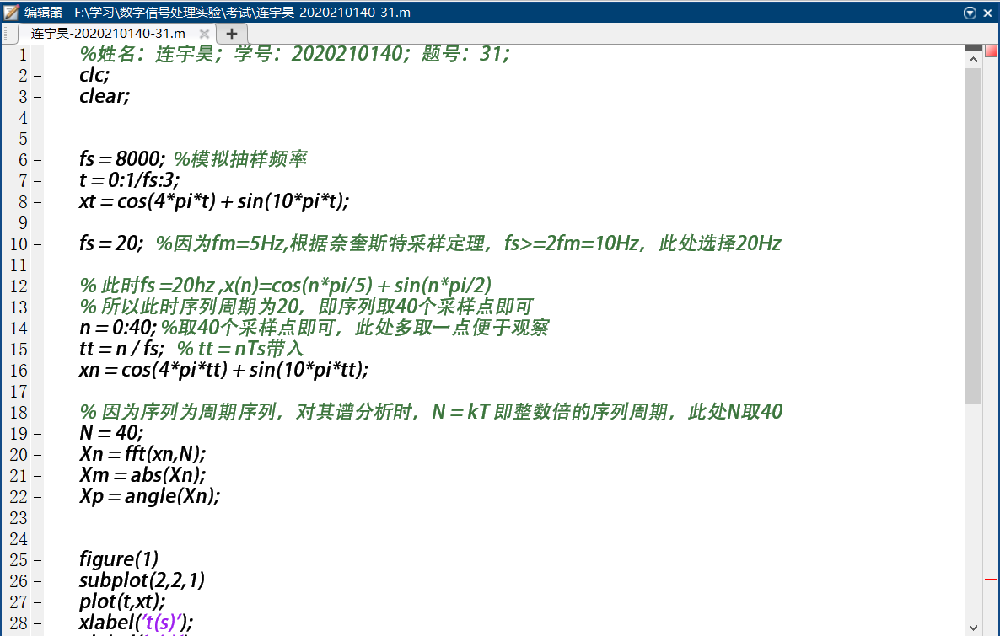 编辑器 - F:\学习\数字信号处理实验\考试\连宇昊-2020210140-31.m
连宇昊-2020210140-31.m
1 %姓名：连宇昊；学号：2020210140；题号：31；
2 clc;
3 clear;
4
5
6 fs = 8000; %模拟抽样频率
7 t = 0:1/fs:3;
8 xt = cos(4*pi*t) + sin(10*pi*t);
9
10 fs = 20; %因为fm=5Hz,根据奈奎斯特采样定理，fs>=2fm=10Hz，此处选择20Hz
11
12 % 此时fs =20hz ,x(n)=cos(n*pi/5) + sin(n*pi/2)
13 % 所以此时序列周期为20，即序列取40个采样点即可
14 n = 0:40; %取40个采样点即可，此处多取一点便于观察
15 tt = n / fs; % tt = nTs带入
16 xn = cos(4*pi*tt) + sin(10*pi*tt);
17
18 % 因为序列为周期序列，对其谱分析时，N = kT 即整数倍的序列周期，此处N取40
19 N = 40;
20 Xn = fft(xn,N);
21 Xm = abs(Xn);
22 Xp = angle(Xn);
23
24
25 figure(1)
26 subplot(2,2,1)
27 plot(t,xt);
28 xlabel('t(s)');